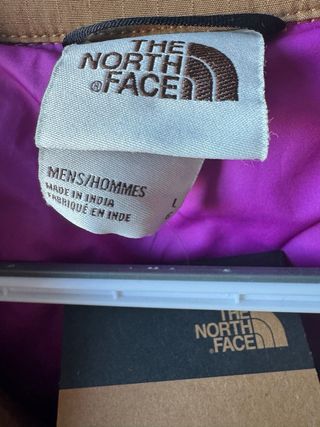 THE
NORTH
®FACE
MENS/HOMMES
MADE IN INDIA
FABRIQUÉ EN INDE
L
THE
NORTH
FACE